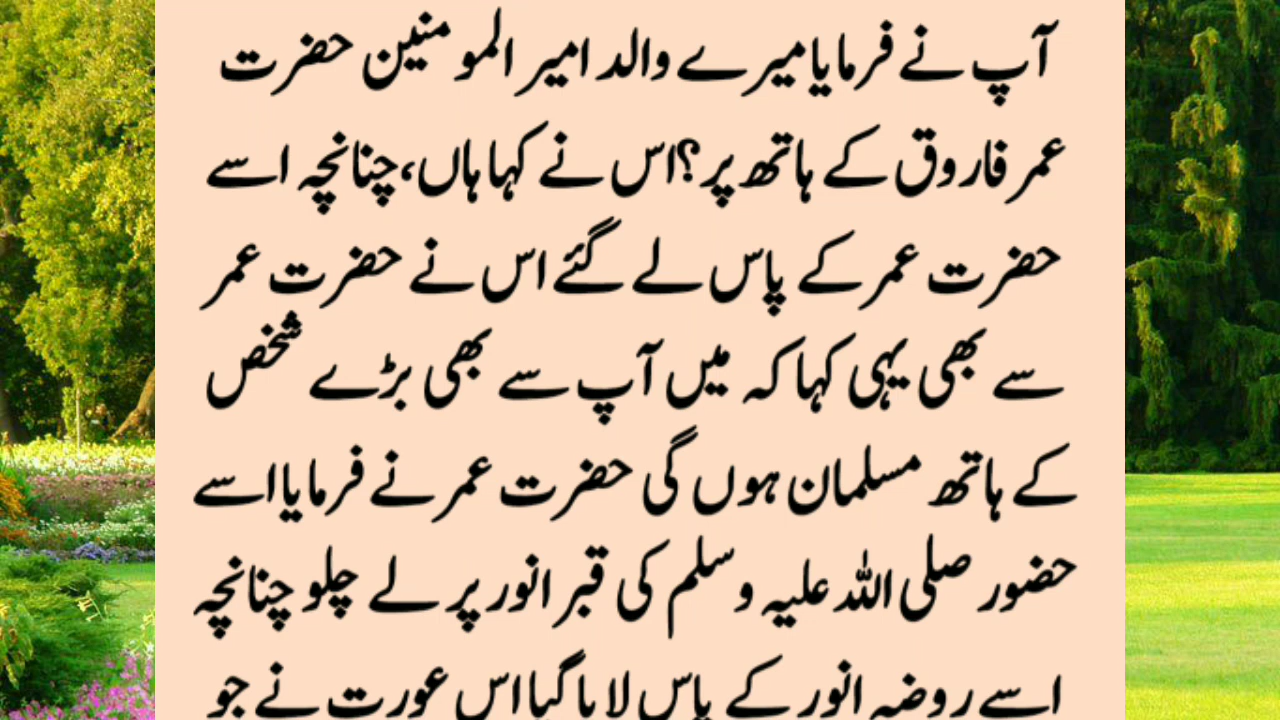 آپ نے فرمایا میرے والد امیر المومنین حضرت
عمر فاروق کے ہاتھ پر؟ اس نے کہا ہاں، چنانچہ اسے
حضرت عمر کے پاس لے گئے اس نے حضرت عمر
سے بھی یہی کہا کہ میں آپ سے بھی بڑے شخص
کے ہاتھ مسلمان ہوں گی حضرت عمر نے فرمایا اسے
حضور صلی اللہ علیہ وسلم کی قبر انور پر لے چلو چنانچہ
اسے روضہ انور کے پاس لایا گیا اس عورت نے جو